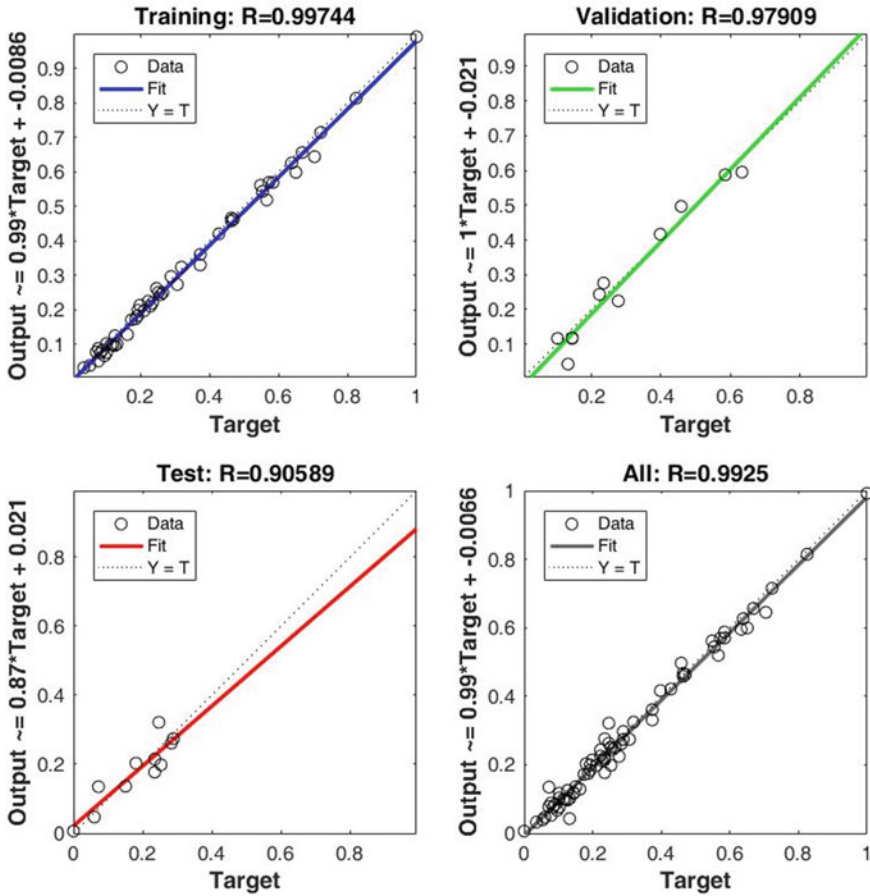 Training: R=0.99744
Output ~= 0.99*Target + -0.0086
0.9
0.8
0.7
0.6
0.5
0.4
0.3
0.2
0.1
Data
Fit
Y = T
0.2
0.4
0.6
0.8
1
Target
Validation: R=0.97909
Output ~= 1*Target + -0.021
0.9
0.8
0.7
0.6
0.5
0.4
0.3
0.2
0.1
Data
Fit
Y = T
0.2
0.4
0.6
0.8
Target
Test: R=0.90589
Output ~= 0.87*Target + 0.021
0.8
0.6
0.4
0.2
0
Data
Fit
Y = T
0
0.2
0.4
0.6
0.8
Target
All: R=0.9925
Output ~= 0.99*Target + -0.0066
1
0.8
0.6
0.4
0.2
0
Data
Fit
Y = T
0
0.2
0.4
0.6
0.8
1
Target